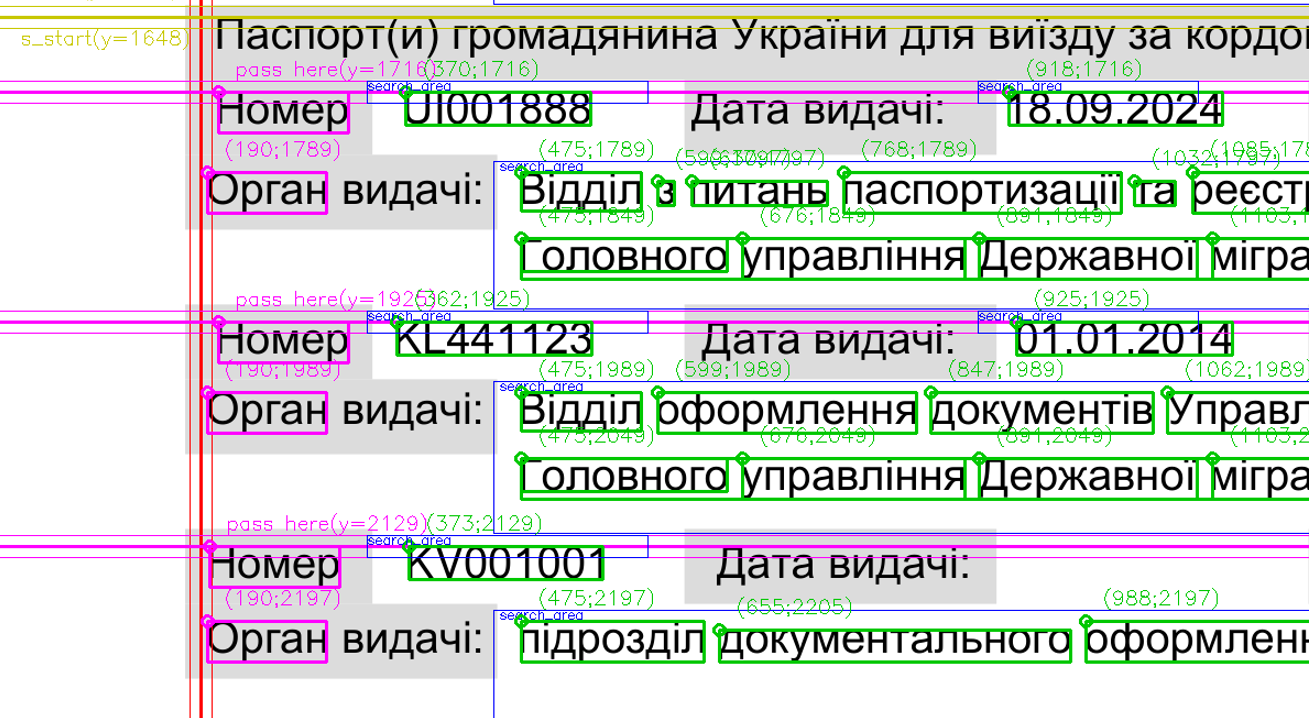 s_start(y=1648)
Паспорт(и) громадянина України для виїзду за кордо
pass here(y=1716) (370;1716) (918;1716)
search_area search_area
Номер UI001888 Дата видачі: 18.09.2024
(190;1789) (475;1789) (768;1789)
search_area
Орган видачі: Відділ з питань паспортизації та реєст
(475;1849) (676;1849) (891;1849)
Головного управління Державної мігра
pass here(y=1925) (362;1925) (925;1925)
search_area search_area
Номер KL441123 Дата видачі: 01.01.2014
(190;1989) (475;1989) (599;1989) (847;1989) (1062;1989)
search_area
Орган видачі: Відділ оформлення документів Управл
(475;2049) (676;2049) (891;2049)
Головного управління Державної мігра
pass here(y=2129) (373;2129)
search_area
Номер KV001001 Дата видачі:
(190;2197) (475;2197) (655;2205) (988;2197)
search_area
Орган видачі: підрозділ документального оформлен